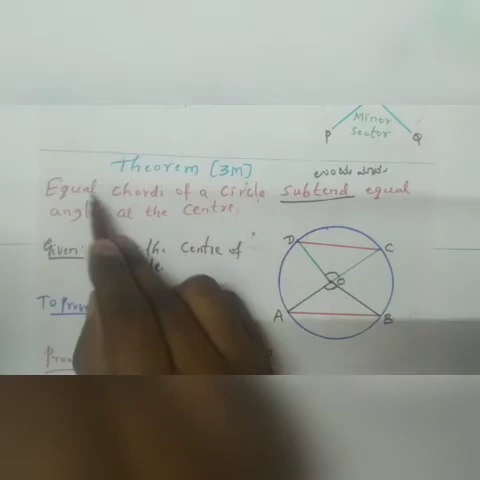 Minor
Sector
P
Q
Theorem [3M]
Equal chords of a circle subtend equal
angles at the centre.
Given: the centre of
D
C
O
A
B
To prove